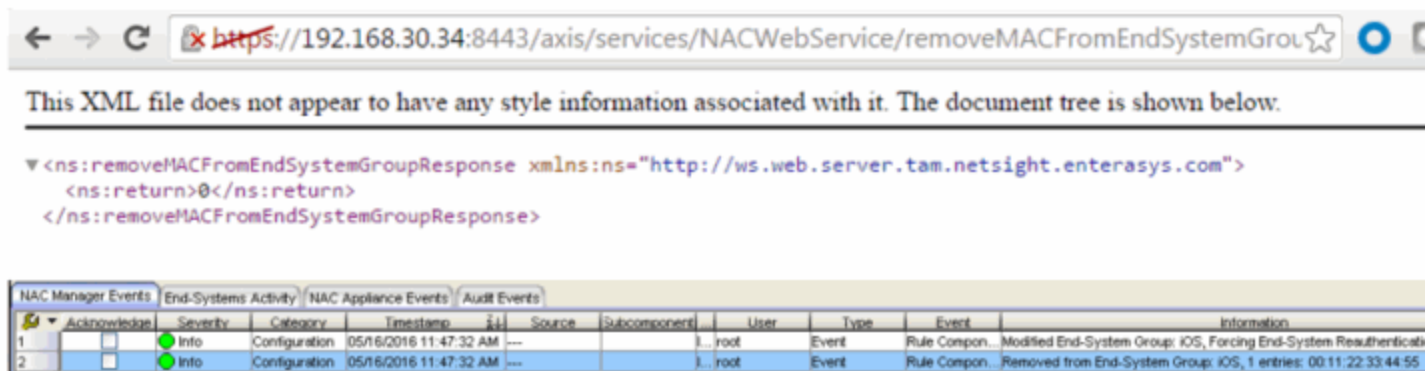 https://192.168.30.34:8443/axis/services/NACWebService/removeMACFromEndSystemGrou
This XML file does not appear to have any style information associated with it. The document tree is shown below.
▼<ns:removeMACFromEndSystemGroupResponse xmlns:ns="http://ws.web.server.tam.netsight.enterasys.com">
<ns:return>0</ns:return>
</ns:removeMACFromEndSystemGroupResponse>
NAC Manager Events End-Systems Activity NAC Appliance Events Audit Events
Acknowledge Severity Category Timestamp Source Subcomponent ... User Type Event Information
1 Info Configuration 05/16/2016 11:47:32 AM --- I... root Event Rule Compon... Modified End-System Group: iOS, Forcing End-System Reauthenticati
2 Info Configuration 05/16/2016 11:47:32 AM --- I... root Event Rule Compon... Removed from End-System Group: iOS, 1 entries: 00:11:22:33:44:55